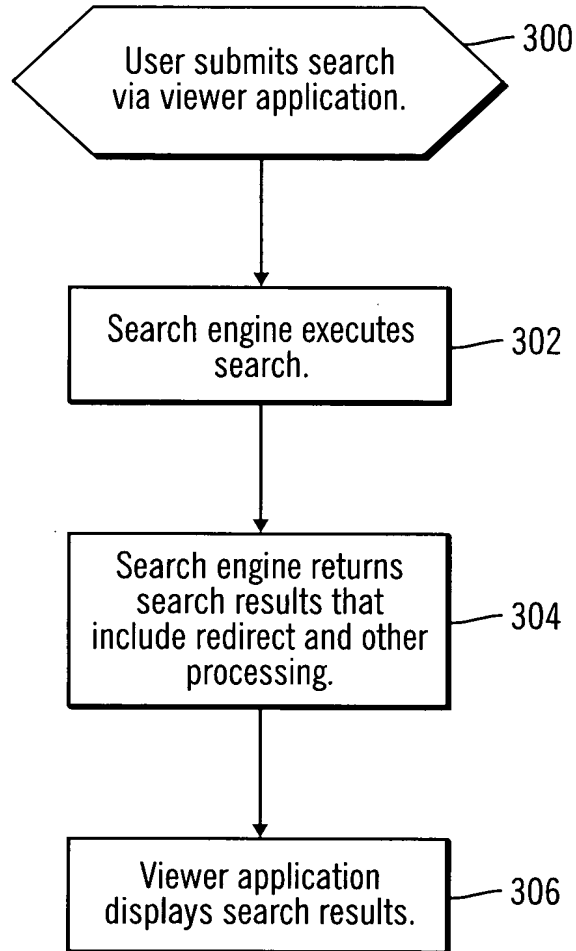 User submits search
via viewer application.
300
Search engine executes
search.
302
Search engine returns
search results that
include redirect and other
processing.
304
Viewer application
displays search results.
306